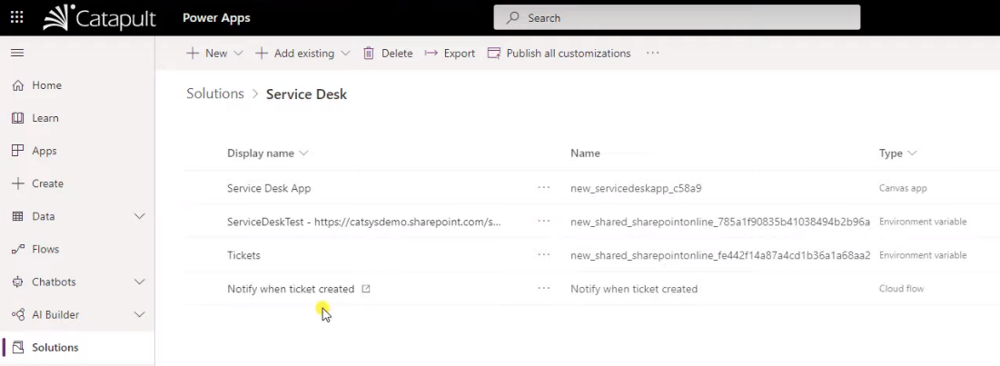 Catapult Power Apps Search
New Add existing Delete Export Publish all customizations ...
Home
Learn
Apps
Create
Data
Flows
Chatbots
AI Builder
Solutions
Solutions > Service Desk
Display name Name Type
Service Desk App ... new_servicedeskapp_c58a9 Canvas app
ServiceDeskTest - https://catsysdemo.sharepoint.com/s... ... new_shared_sharepointonline_785a1f90835b41038494b2b96a Environment variable
Tickets ... new_shared_sharepointonline_fe442f14a87a4cd1b36a1a68aa2 Environment variable
Notify when ticket created ... Notify when ticket created Cloud flow